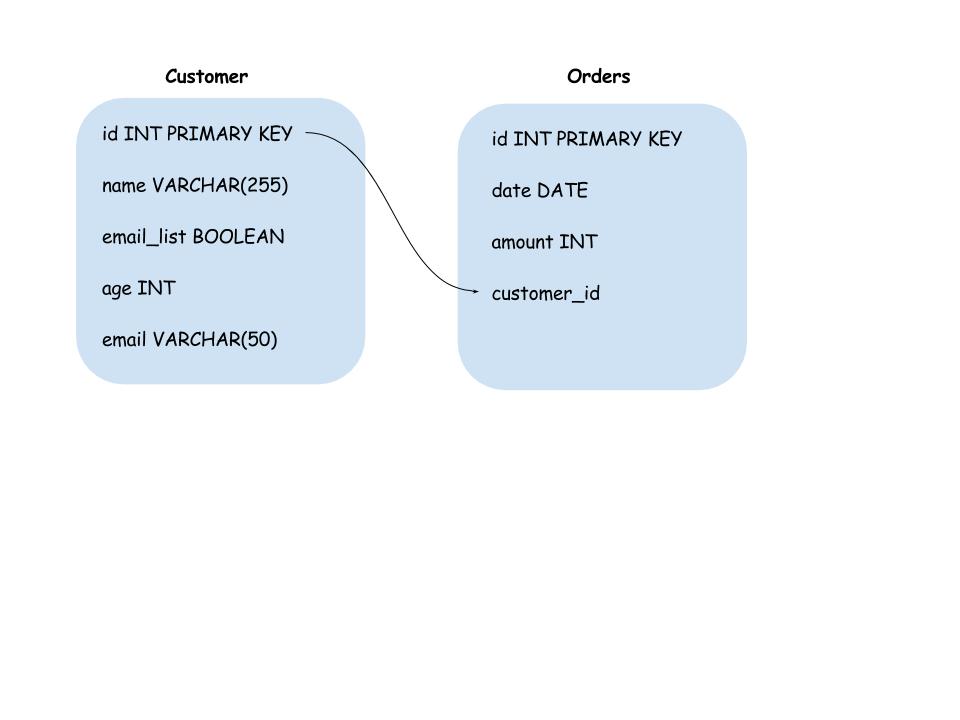 Customer
id INT PRIMARY KEY
name VARCHAR(255)
email_list BOOLEAN
age INT
email VARCHAR(50)
Orders
id INT PRIMARY KEY
date DATE
amount INT
customer_id